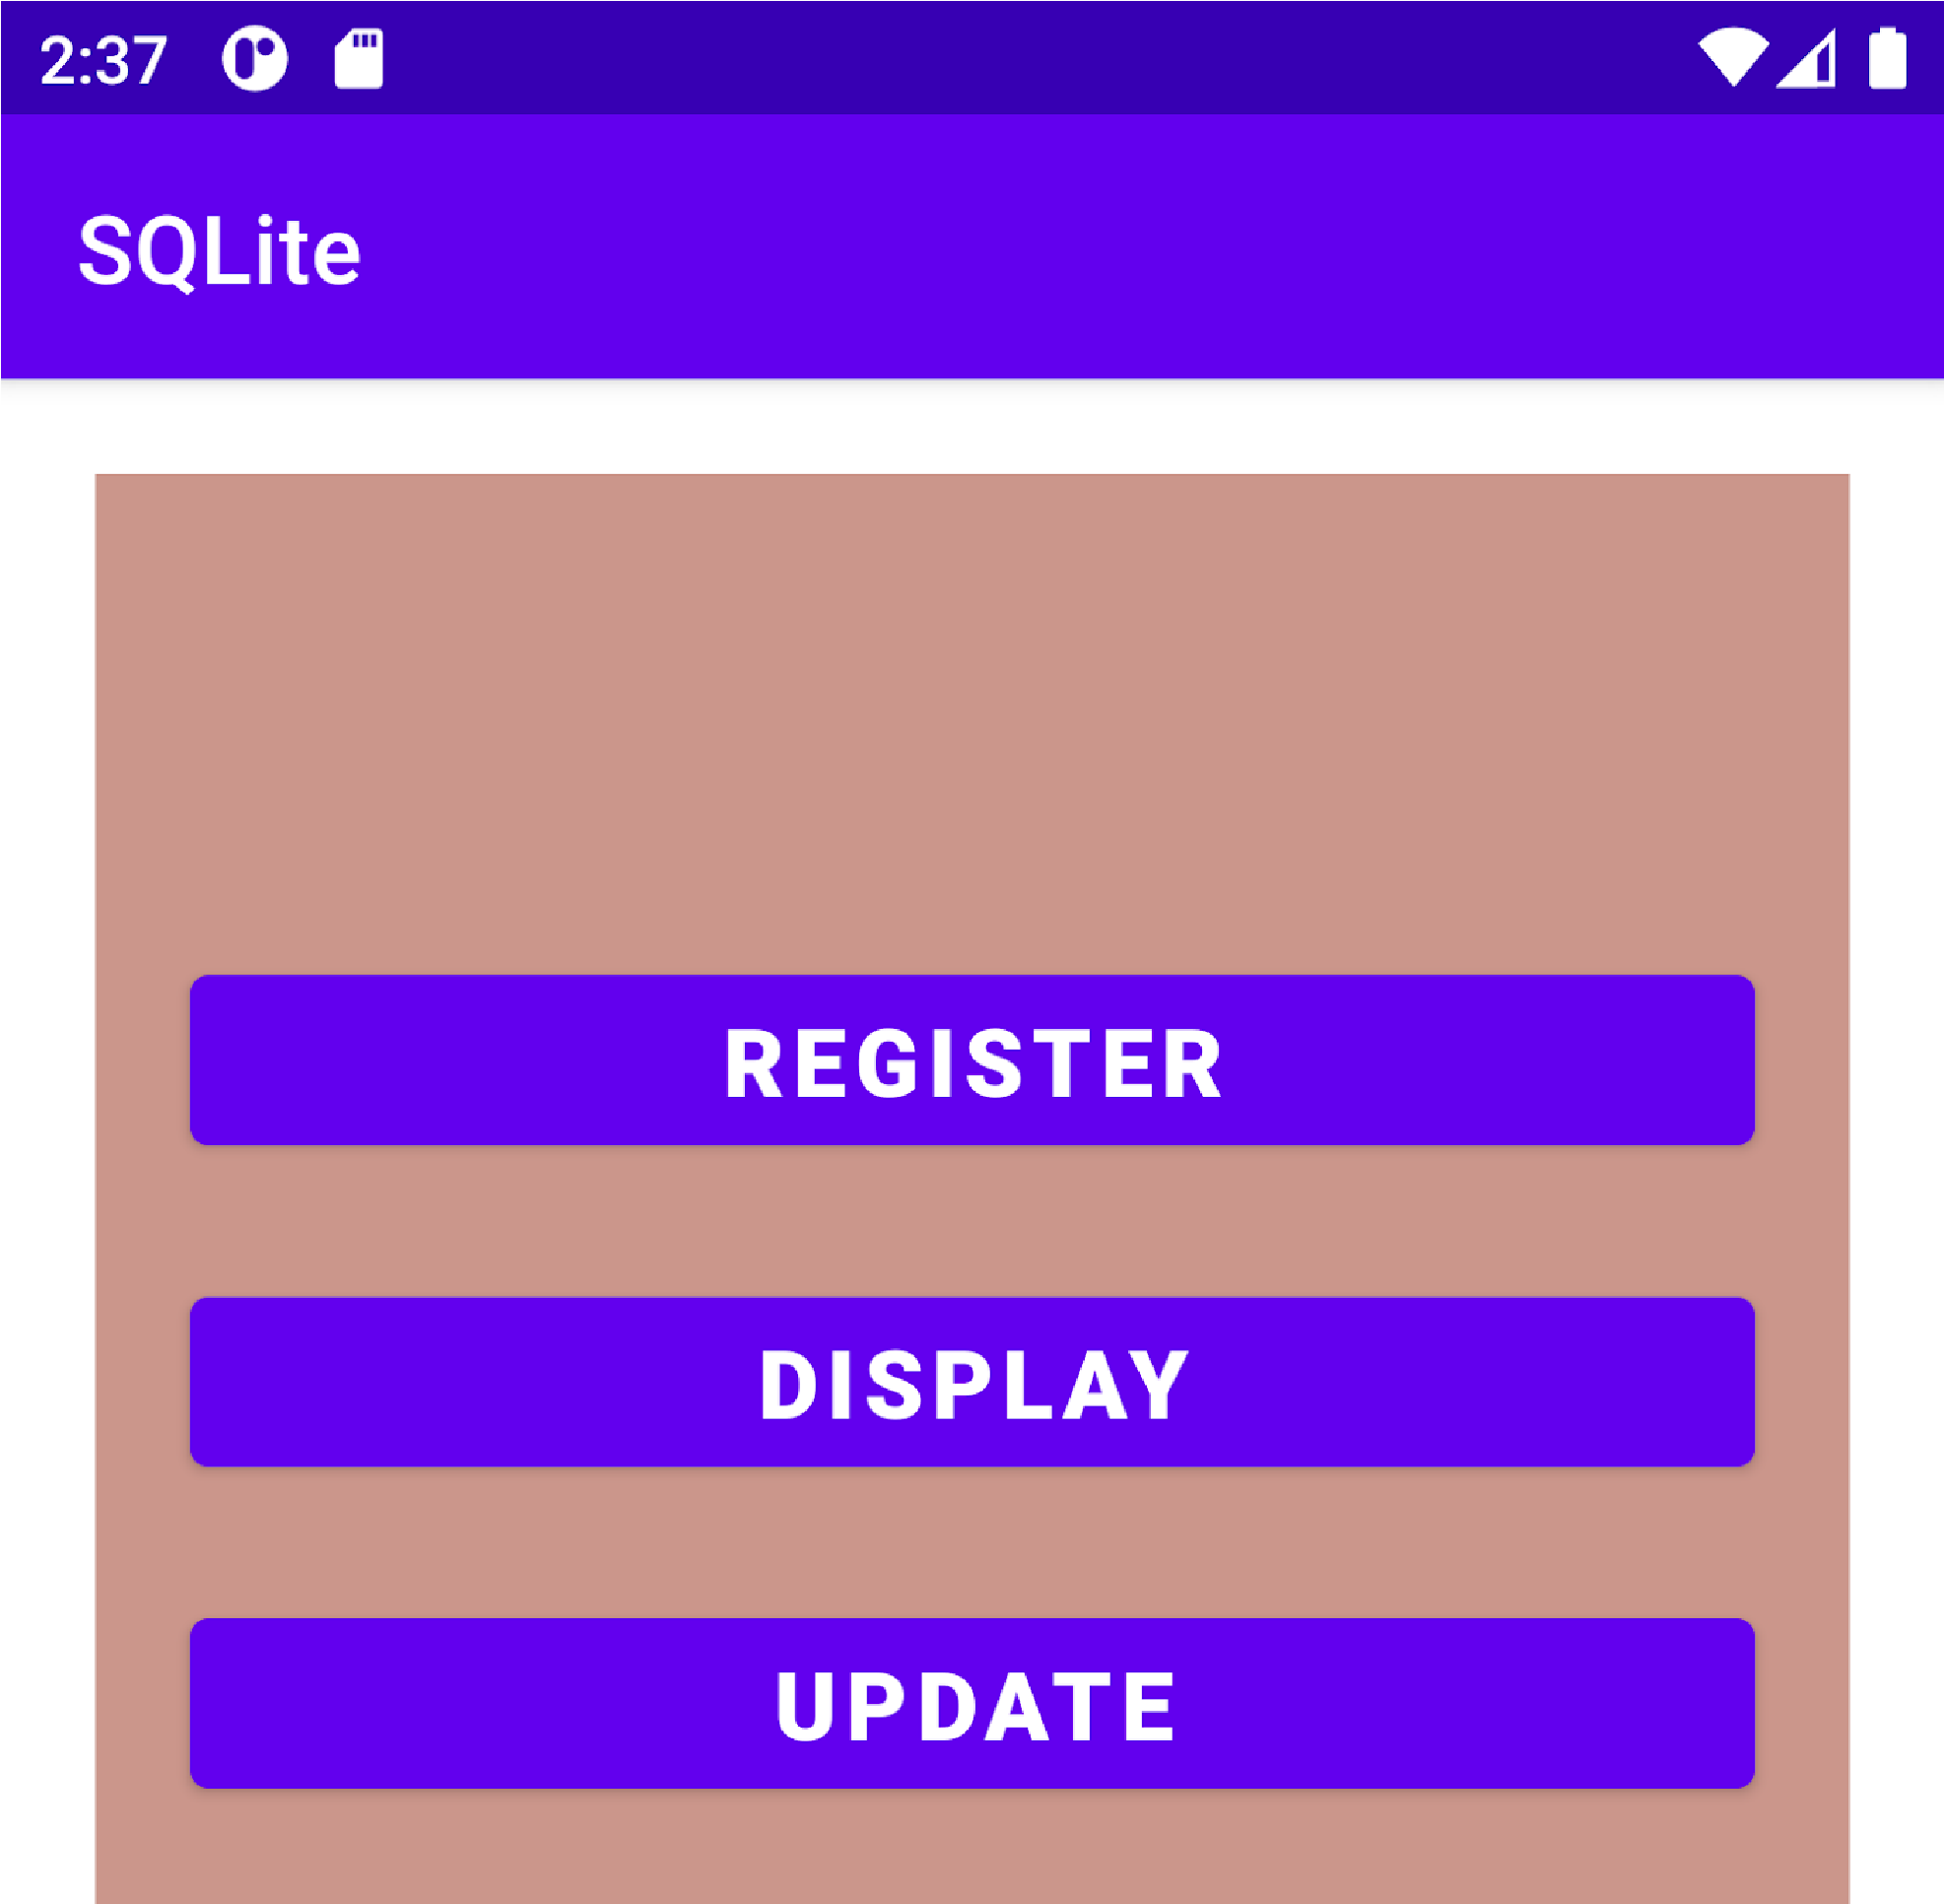 2:37
SQLite
REGISTER
DISPLAY
UPDATE